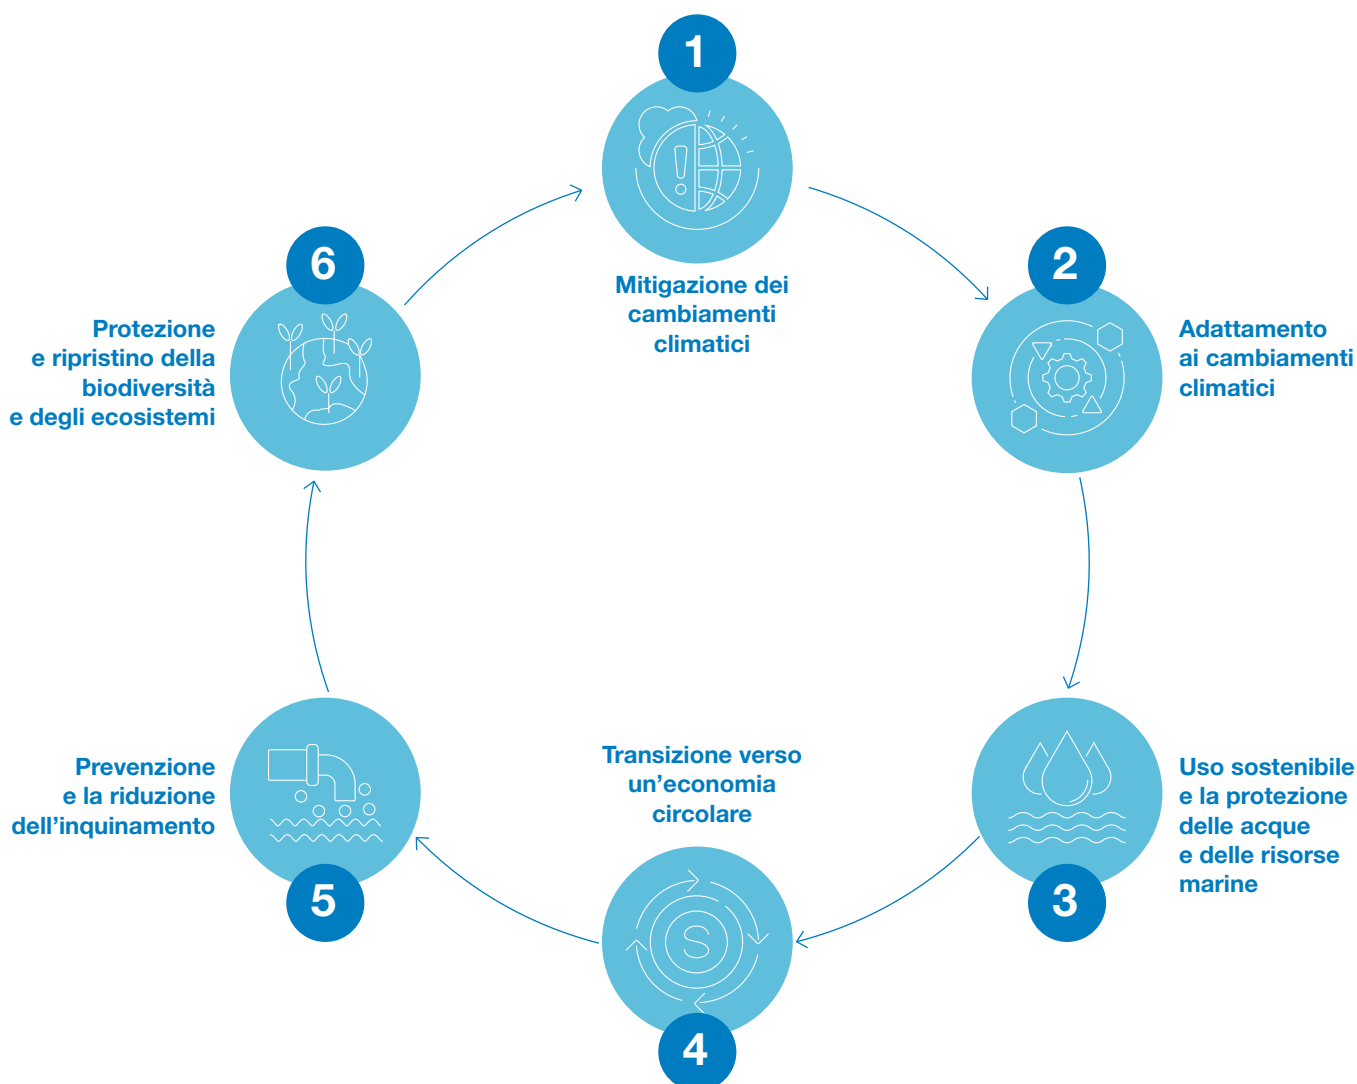 1
Mitigazione dei
cambiamenti
climatici
2
Adattamento
ai cambiamenti
climatici
3
Uso sostenibile
e la protezione
delle acque
e delle risorse
marine
4
Transizione verso
un’economia
circolare
S
5
Prevenzione
e la riduzione
dell’inquinamento
6
Protezione
e ripristino della
biodiversità
e degli ecosistemi